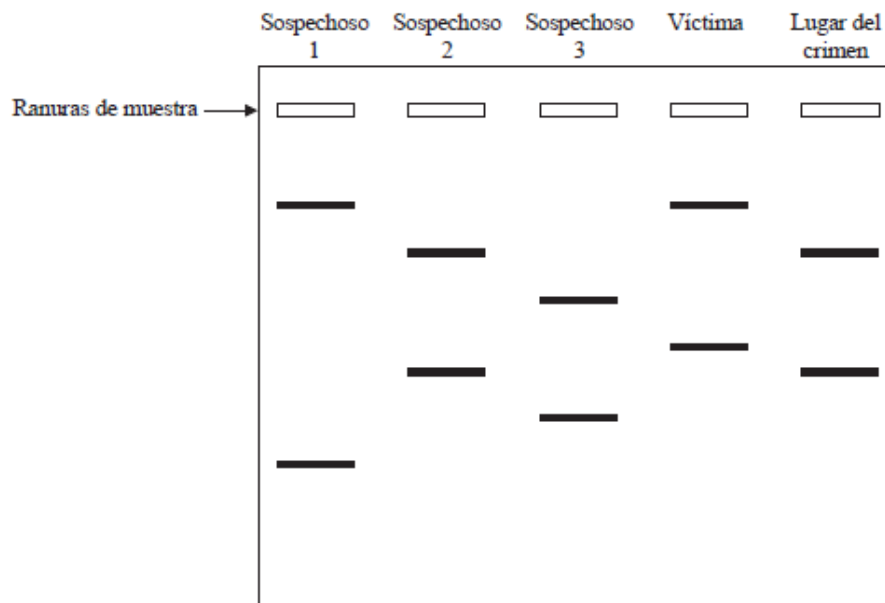 Sospechoso Sospechoso Sospechoso Víctima Lugar del
1 2 3 crimen
Ranuras de muestra